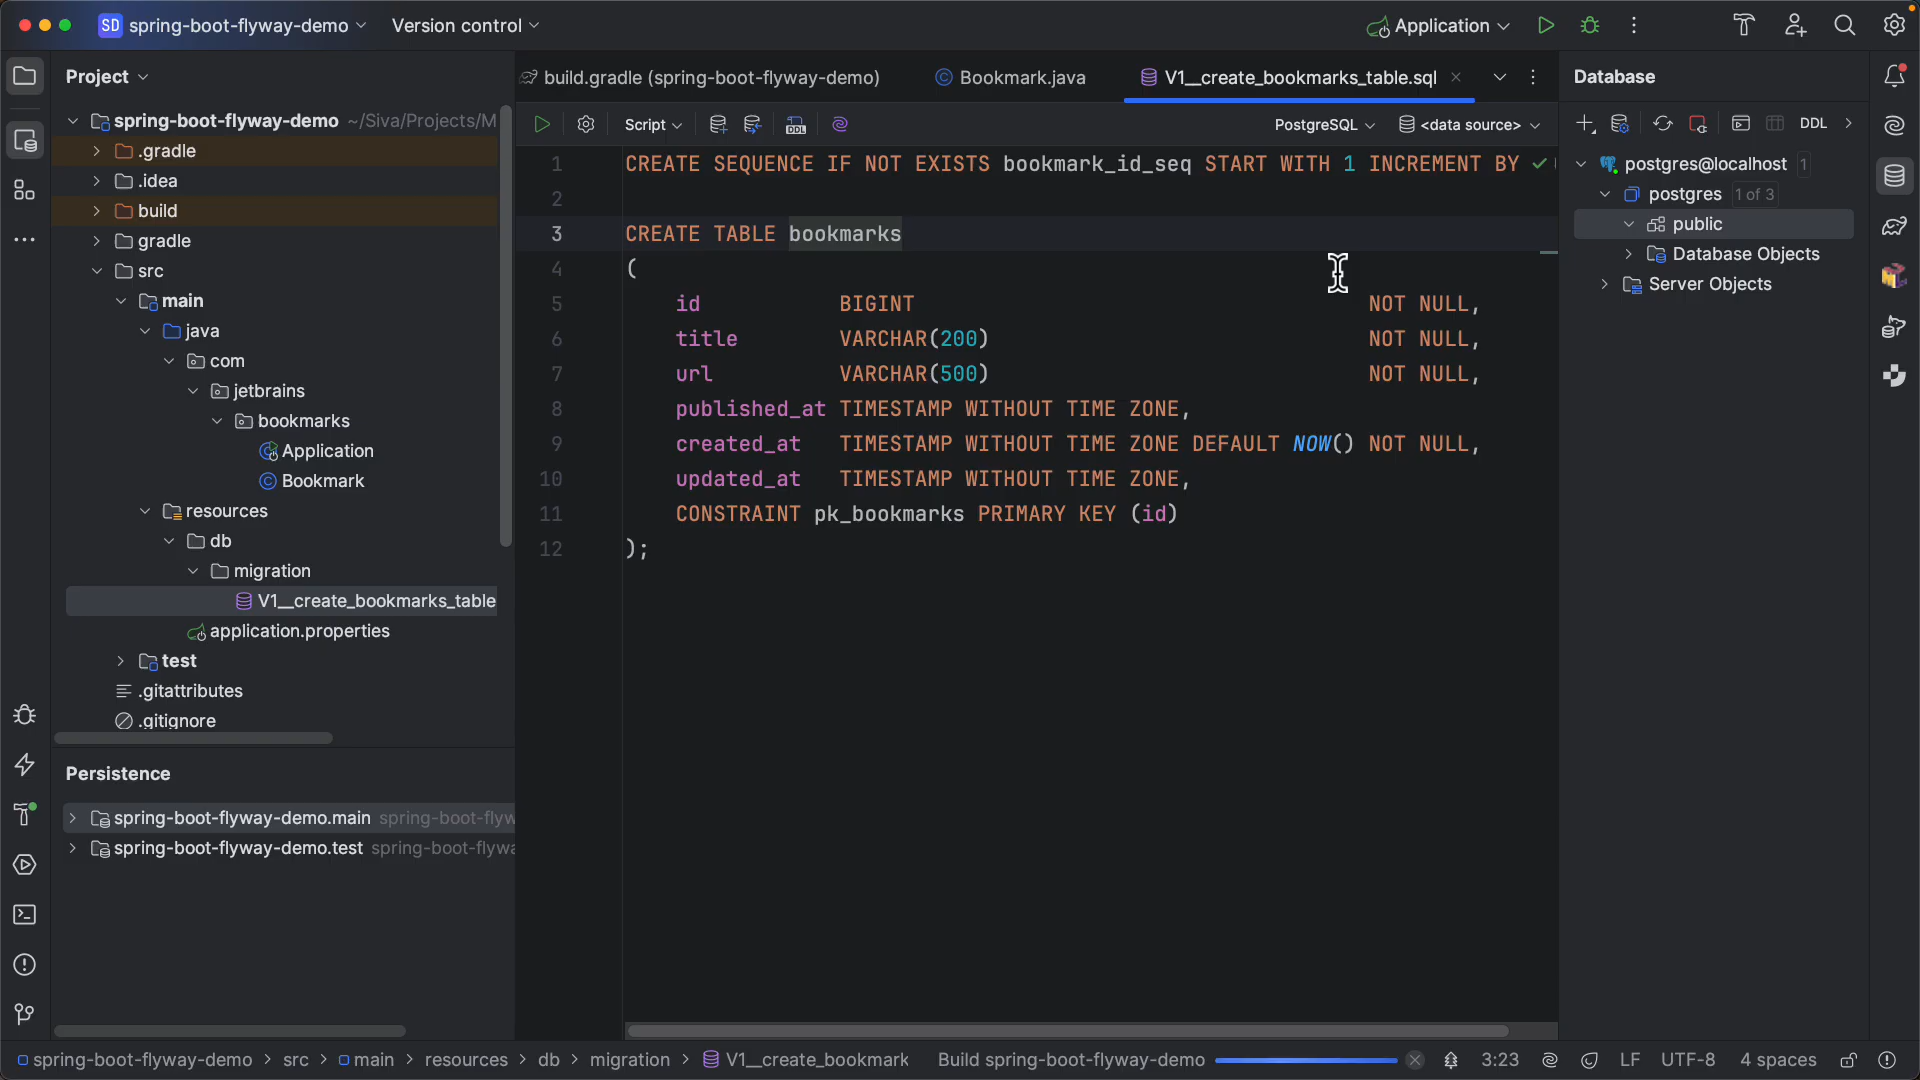 SD spring-boot-flyway-demo Version control Application
Project
spring-boot-flyway-demo ~/Siva/Projects/M
.gradle
.idea
build
gradle
src
main
java
com
jetbrains
bookmarks
Application
Bookmark
resources
db
migration
V1__create_bookmarks_table
application.properties
test
.gitattributes
.gitignore
Persistence
spring-boot-flyway-demo.main spring-boot-flyw
spring-boot-flyway-demo.test spring-boot-flywa
build.gradle (spring-boot-flyway-demo) Bookmark.java V1__create_bookmarks_table.sql
Script DDL PostgreSQL <data source>
1 CREATE SEQUENCE IF NOT EXISTS bookmark_id_seq START WITH 1 INCREMENT BY
2
3 CREATE TABLE bookmarks
4 (
5 id BIGINT NOT NULL,
6 title VARCHAR(200) NOT NULL,
7 url VARCHAR(500) NOT NULL,
8 published_at TIMESTAMP WITHOUT TIME ZONE,
9 created_at TIMESTAMP WITHOUT TIME ZONE DEFAULT NOW() NOT NULL,
10 updated_at TIMESTAMP WITHOUT TIME ZONE,
11 CONSTRAINT pk_bookmarks PRIMARY KEY (id)
12 );
Database
DDL
postgres@localhost 1
postgres 1 of 3
public
Database Objects
Server Objects
spring-boot-flyway-demo > src > main > resources > db > migration > V1__create_bookmark Build spring-boot-flyway-demo 3:23 LF UTF-8 4 spaces